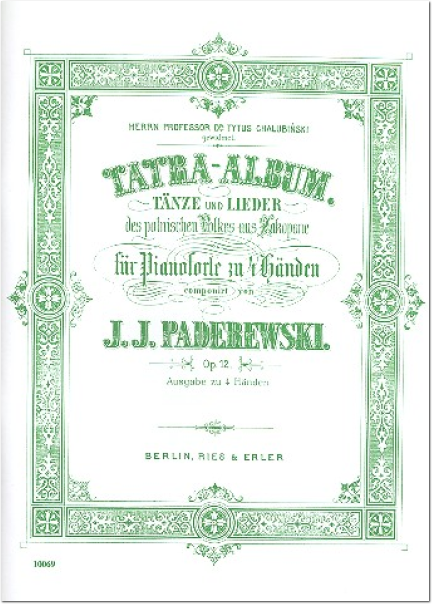 HERRN PROFESSOR DR TYTUS CHALUBIŃSKI
gewidmet.
TATRA-ALBUM.
TÄNZE UND LIEDER
des polnischen Volkes aus Zakopane
für Pianoforte zu 4 Händen
componirt von
J. J. PADEREWSKI.
Op. 12.
Ausgabe zu 4 Händen
BERLIN, RIES & ERLER
10069